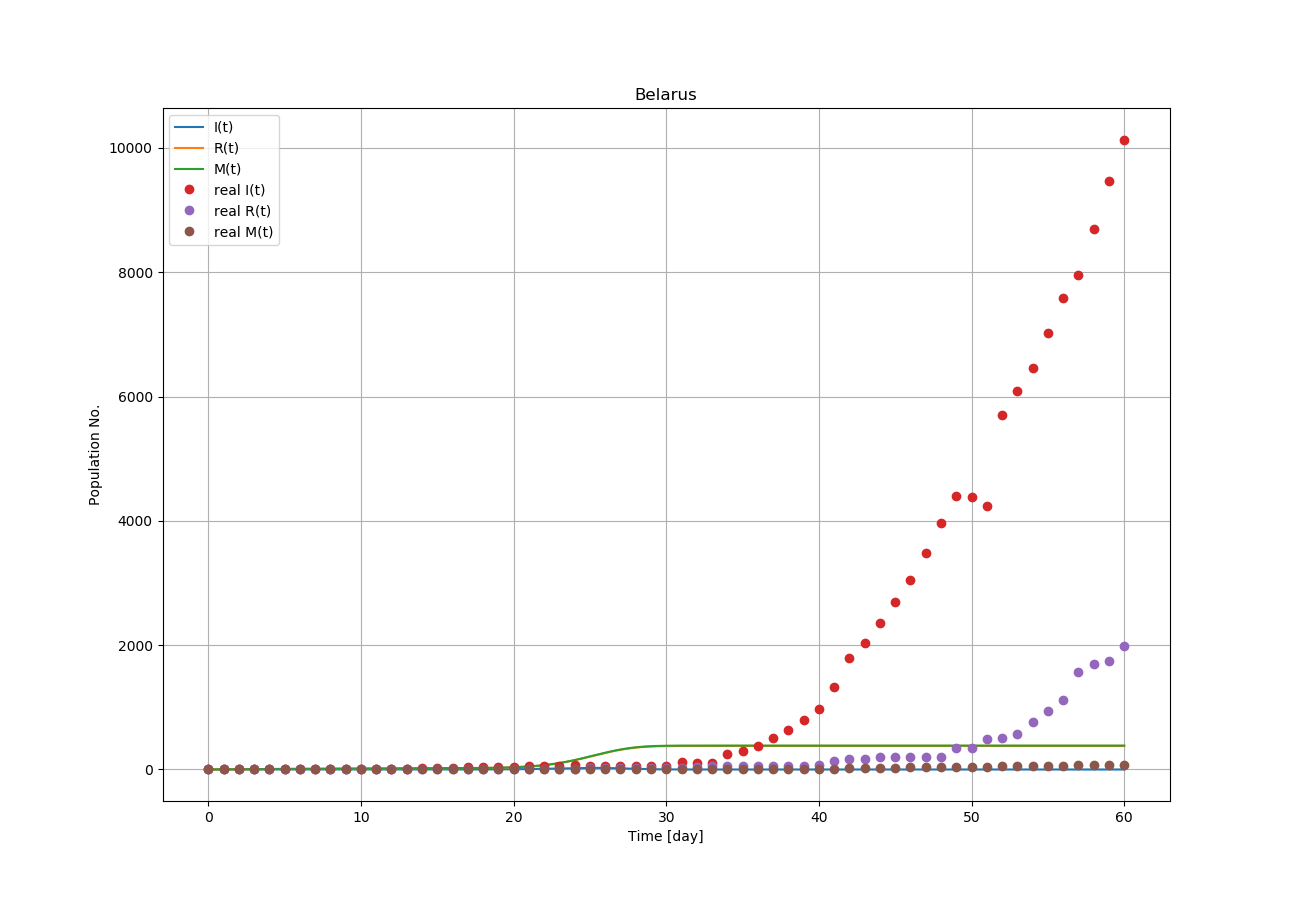 Belarus
I(t)
R(t)
M(t)
real I(t)
real R(t)
real M(t)
10000
8000
6000
4000
2000
0
Population No.
0 10 20 30 40 50 60
Time [day]